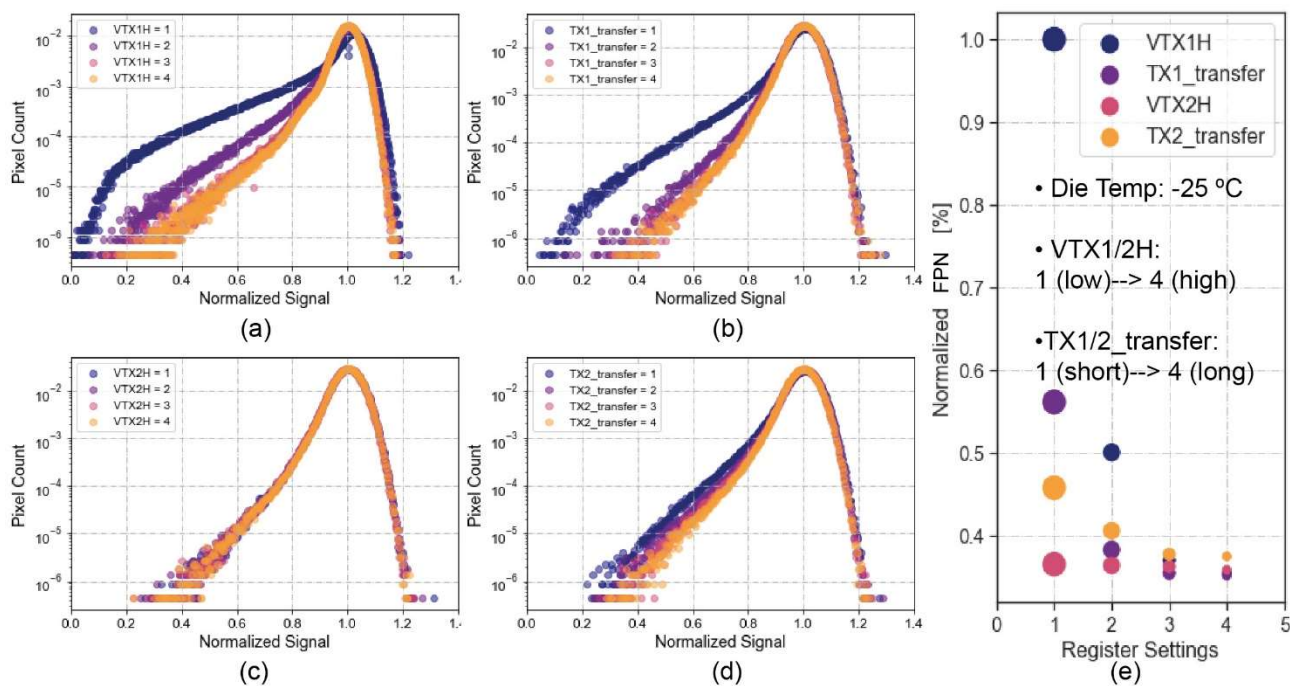 VTX1H = 1
VTX1H = 2
VTX1H = 3
VTX1H = 4
Pixel Count
10⁻²
10⁻³
10⁻⁴
10⁻⁵
10⁻⁶
0.0 0.2 0.4 0.6 0.8 1.0 1.2 1.4
Normalized Signal
(a)
TX1_transfer = 1
TX1_transfer = 2
TX1_transfer = 3
TX1_transfer = 4
Pixel Count
10⁻²
10⁻³
10⁻⁴
10⁻⁵
10⁻⁶
0.0 0.2 0.4 0.6 0.8 1.0 1.2 1.4
Normalized Signal
(b)
VTX2H = 1
VTX2H = 2
VTX2H = 3
VTX2H = 4
Pixel Count
10⁻²
10⁻³
10⁻⁴
10⁻⁵
10⁻⁶
0.0 0.2 0.4 0.6 0.8 1.0 1.2 1.4
Normalized Signal
(c)
TX2_transfer = 1
TX2_transfer = 2
TX2_transfer = 3
TX2_transfer = 4
Pixel Count
10⁻²
10⁻³
10⁻⁴
10⁻⁵
10⁻⁶
0.0 0.2 0.4 0.6 0.8 1.0 1.2 1.4
Normalized Signal
(d)
VTX1H
TX1_transfer
VTX2H
TX2_transfer
• Die Temp: -25 ºC
• VTX1/2H:
1 (low)--> 4 (high)
•TX1/2_transfer:
1 (short)--> 4 (long)
Normalized FPN [%]
1.0
0.9
0.8
0.7
0.6
0.5
0.4
0 1 2 3 4 5
Register Settings
(e)